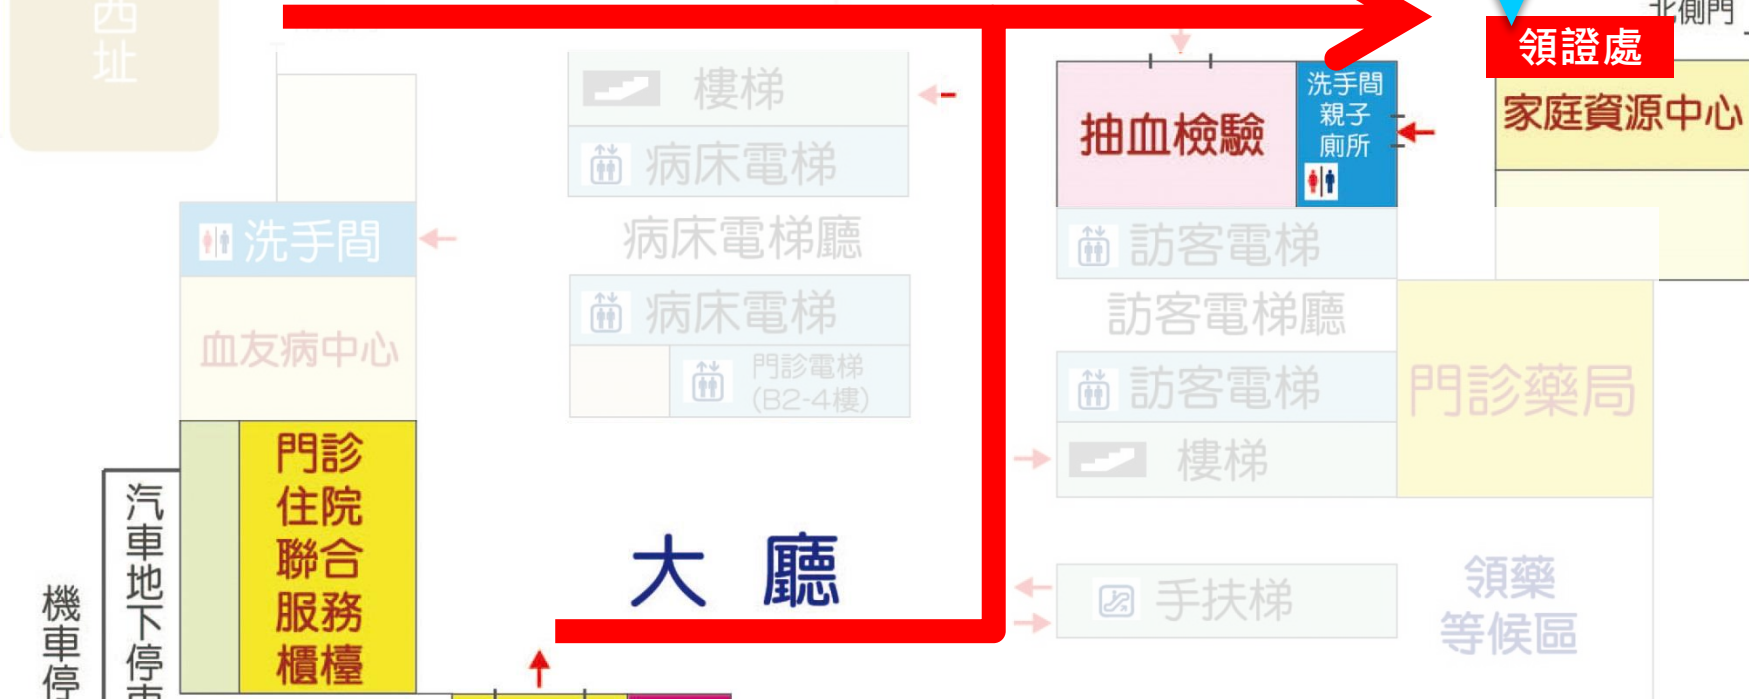 西
址
北側門
領證處
樓梯
病床電梯
病床電梯廳
病床電梯
門診電梯
(B2-4樓)
洗手間
血友病中心
門診
住院
聯合
服務
櫃檯
汽車地下停車
機車停
大廳
抽血檢驗
洗手間
親子
廁所
家庭資源中心
訪客電梯
訪客電梯廳
訪客電梯
樓梯
手扶梯
門診藥局
領藥
等候區